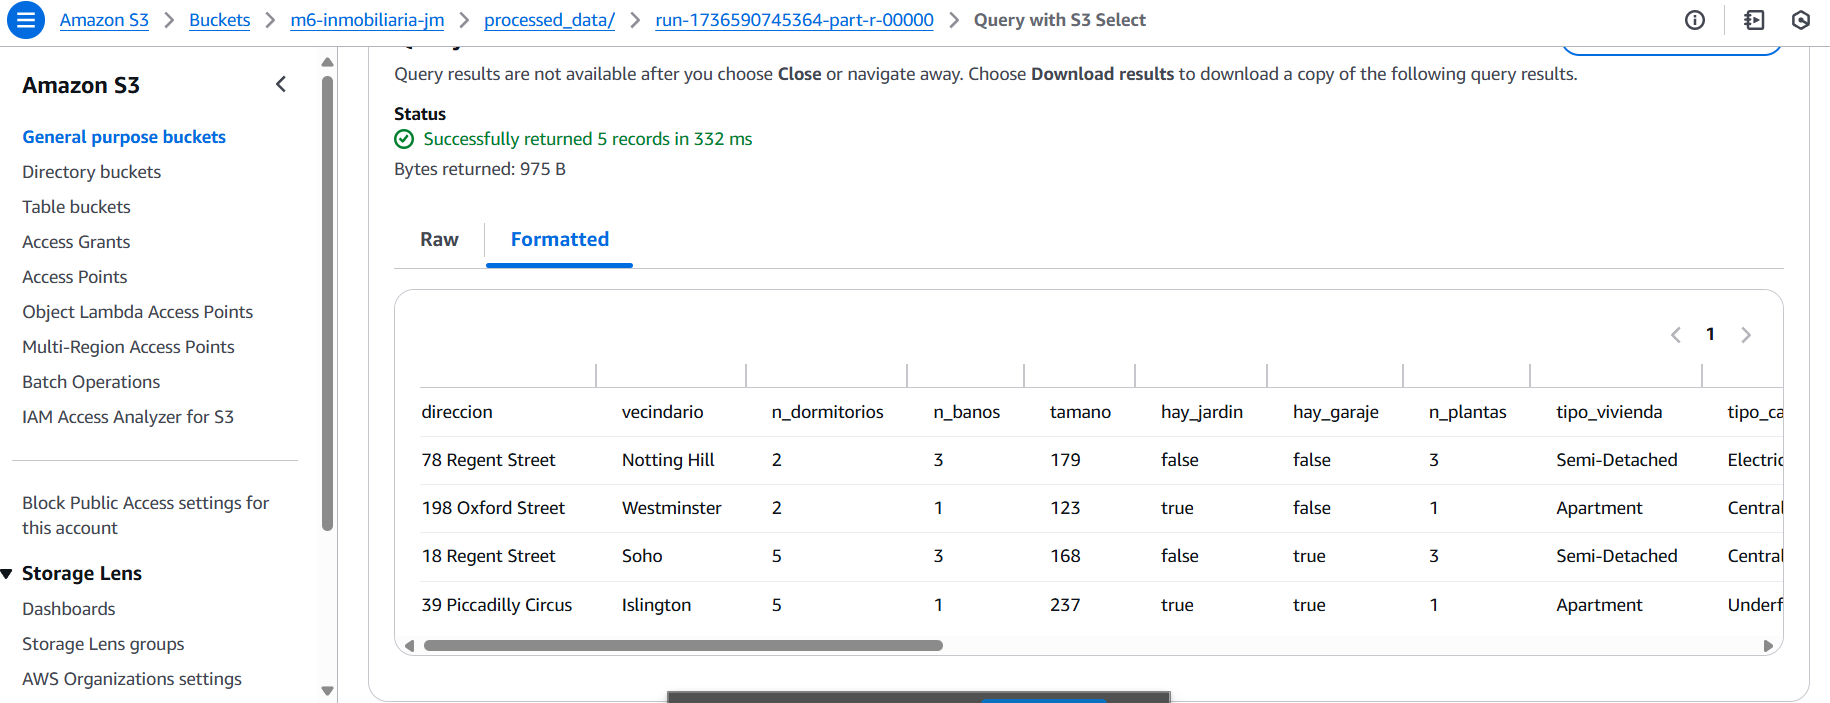 Amazon S3 > Buckets > m6-inmobiliaria-jm > processed_data/ > run-1736590745364-part-r-00000 > Query with S3 Select
Amazon S3
General purpose buckets
Directory buckets
Table buckets
Access Grants
Access Points
Object Lambda Access Points
Multi-Region Access Points
Batch Operations
IAM Access Analyzer for S3
Block Public Access settings for
this account
Storage Lens
Dashboards
Storage Lens groups
AWS Organizations settings
Query results are not available after you choose Close or navigate away. Choose Download results to download a copy of the following query results.
Status
Successfully returned 5 records in 332 ms
Bytes returned: 975 B
Raw Formatted
1
direccion vecindario n_dormitorios n_banos tamano hay_jardin hay_garaje n_plantas tipo_vivienda tipo_ca
78 Regent Street Notting Hill 2 3 179 false false 3 Semi-Detached Electric
198 Oxford Street Westminster 2 1 123 true false 1 Apartment Central
18 Regent Street Soho 5 3 168 false true 3 Semi-Detached Central
39 Piccadilly Circus Islington 5 1 237 true true 1 Apartment Underf